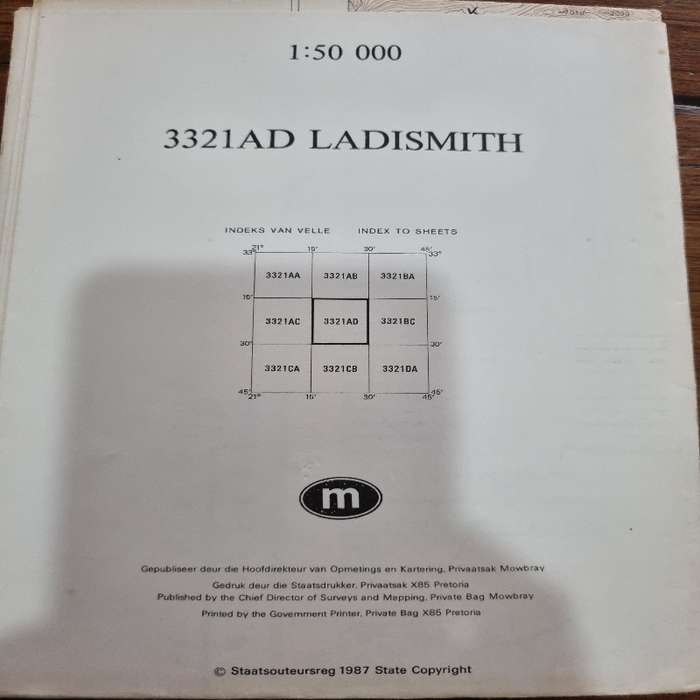 1:50 000
3321AD LADISMITH
INDEKS VAN VELLE INDEX TO SHEETS
21° 15' 30' 45'
33° 33°
3321AA 3321AB 3321BA
15' 15'
3321AC 3321AD 3321BC
30' 30'
3321CA 3321CB 3321DA
45' 45'
21° 15' 30' 45'
m
Gepubliseer deur die Hoofdirekteur van Opmetings en Kartering, Privaatsak Mowbray
Gedruk deur die Staatsdrukker, Privaatsak X85 Pretoria
Published by the Chief Director of Surveys and Mapping, Private Bag Mowbray
Printed by the Government Printer, Private Bag X85 Pretoria
© Staatsouteursreg 1987 State Copyright